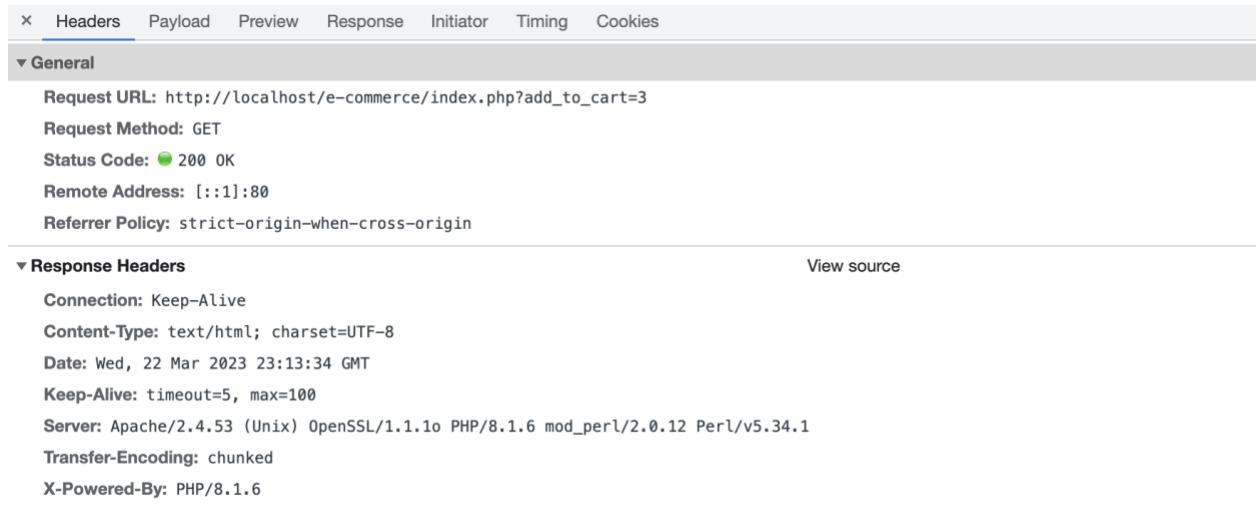 × Headers Payload Preview Response Initiator Timing Cookies
▼ General
Request URL: http://localhost/e-commerce/index.php?add_to_cart=3
Request Method: GET
Status Code: 200 OK
Remote Address: [::1]:80
Referrer Policy: strict-origin-when-cross-origin
▼ Response Headers View source
Connection: Keep-Alive
Content-Type: text/html; charset=UTF-8
Date: Wed, 22 Mar 2023 23:13:34 GMT
Keep-Alive: timeout=5, max=100
Server: Apache/2.4.53 (Unix) OpenSSL/1.1.1o PHP/8.1.6 mod_perl/2.0.12 Perl/v5.34.1
Transfer-Encoding: chunked
X-Powered-By: PHP/8.1.6